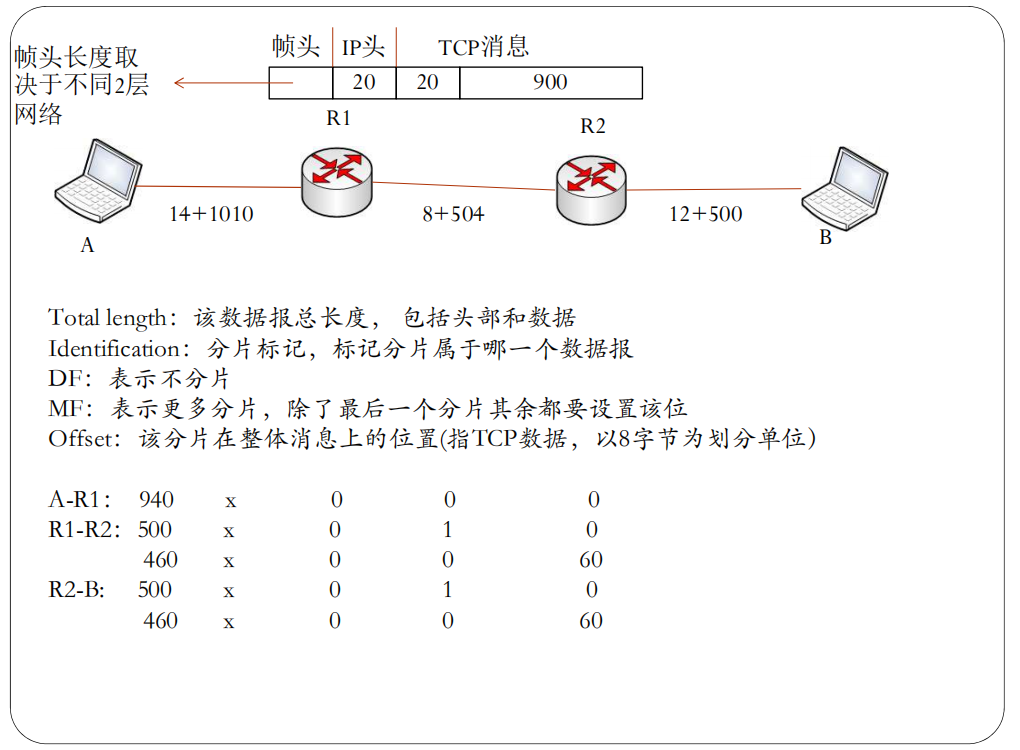 帧头 IP头 TCP消息
帧头长度取
决于不同2层
网络
20 20 900
R1
R2
14+1010 8+504 12+500
A
B
Total length：该数据报总长度， 包括头部和数据
Identification：分片标记，标记分片属于哪一个数据报
DF：表示不分片
MF：表示更多分片，除了最后一个分片其余都要设置该位
Offset：该分片在整体消息上的位置(指TCP数据，以8字节为划分单位）
A-R1： 940 x 0 0 0
R1-R2： 500 x 0 1 0
460 x 0 0 60
R2-B: 500 x 0 1 0
460 x 0 0 60